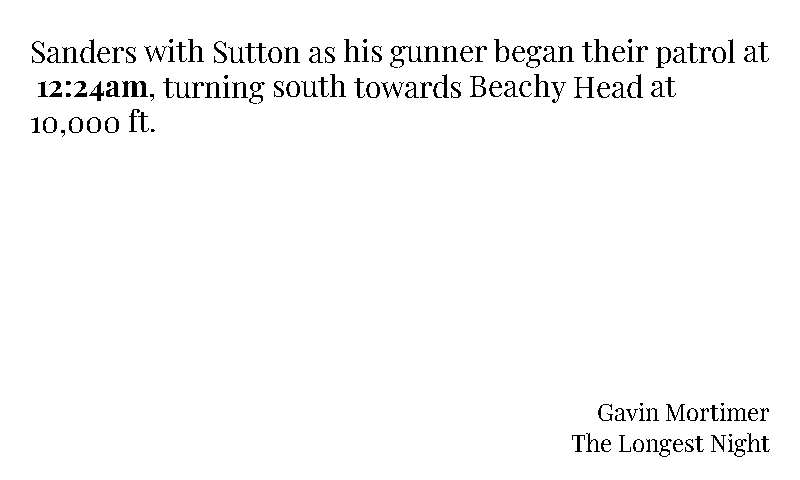 Sanders with Sutton as his gunner began their patrol at
12:24am, turning south towards Beachy Head at
10,000 ft.
Gavin Mortimer
The Longest Night